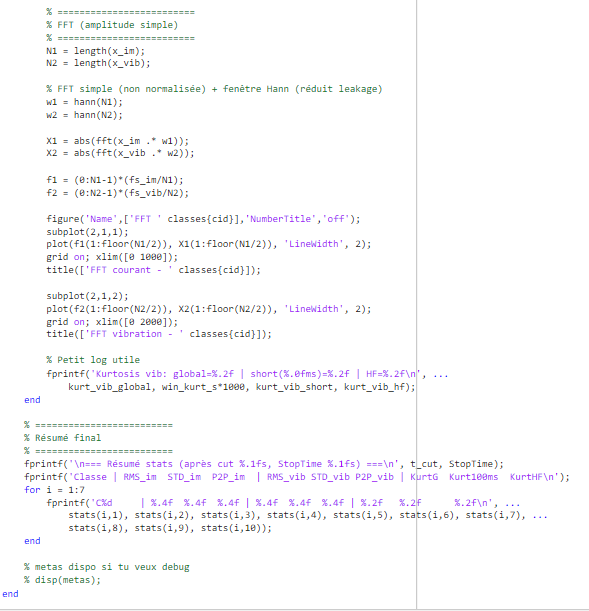 % =========================
% FFT (amplitude simple)
% =========================
N1 = length(x_im);
N2 = length(x_vib);
% FFT simple (non normalisée) + fenêtre Hann (réduit leakage)
w1 = hann(N1);
w2 = hann(N2);
X1 = abs(fft(x_im .* w1));
X2 = abs(fft(x_vib .* w2));
f1 = (0:N1-1)*(fs_im/N1);
f2 = (0:N2-1)*(fs_vib/N2);
figure('Name',['FFT ' classes{cid}],'NumberTitle','off');
subplot(2,1,1);
plot(f1(1:floor(N1/2)), X1(1:floor(N1/2)), 'LineWidth', 2);
grid on; xlim([0 1000]);
title(['FFT courant - ' classes{cid}]);
subplot(2,1,2);
plot(f2(1:floor(N2/2)), X2(1:floor(N2/2)), 'LineWidth', 2);
grid on; xlim([0 2000]);
title(['FFT vibration - ' classes{cid}]);
% Petit log utile
fprintf('Kurtosis vib: global=%.2f | short(%.0fms)=%.2f | HF=%.2f\n', ...
kurt_vib_global, win_kurt_s*1000, kurt_vib_short, kurt_vib_hf);
end
% =========================
% Résumé final
% =========================
fprintf('\n=== Résumé stats (après cut %.1fs, StopTime %.1fs) ===\n', t_cut, StopTime);
fprintf('Classe | RMS_im  STD_im  P2P_im  | RMS_vib STD_vib P2P_vib | KurtG  Kurt100ms  KurtHF\n');
for i = 1:7
fprintf('C%d     | %.4f  %.4f  %.4f | %.4f  %.4f  %.4f | %.2f   %.2f      %.2f\n', ...
stats(i,1), stats(i,2), stats(i,3), stats(i,4), stats(i,5), stats(i,6), stats(i,7), ...
stats(i,8), stats(i,9), stats(i,10));
end
% metas dispo si tu veux debug
% disp(metas);
end